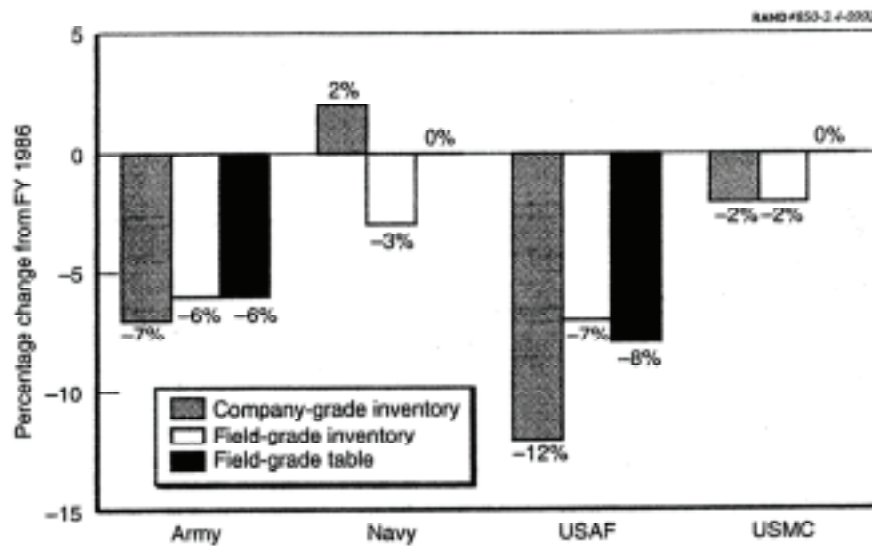 5
2%
0%
0%
0
-2%
-2%
-3%
Percentage change from FY 1986
-5
-6%
-6%
-7%
-7%
-8%
-10
Company-grade inventory
Field-grade inventory
Field-grade table
-12%
-15
Army
Navy
USAF
USMC